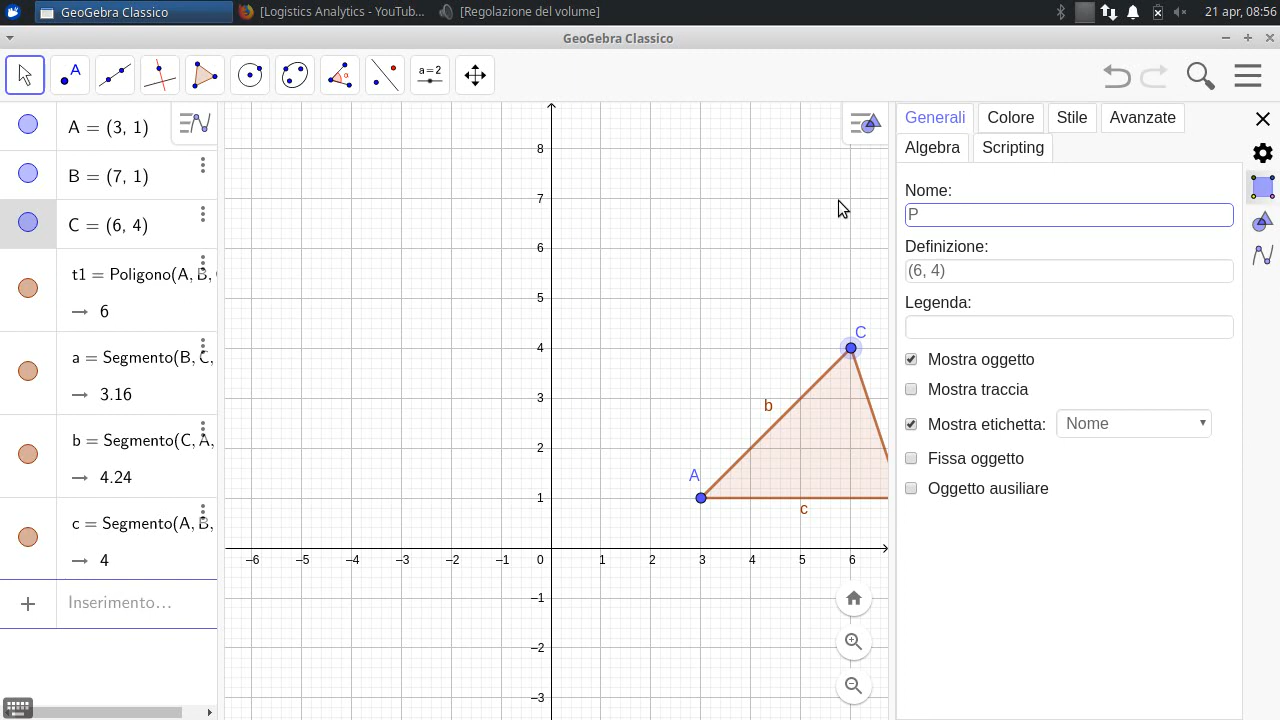 GeoGebra Classico
[Logistics Analytics - YouTub...
[Regolazione del volume]
21 apr, 08:56
GeoGebra Classico
A
α
a=2
A = (3, 1)
B = (7, 1)
C = (6, 4)
t1 = Poligono(A, B,
→ 6
a = Segmento(B, C,
→ 3.16
b = Segmento(C, A,
→ 4.24
c = Segmento(A, B,
→ 4
+ Inserimento…
8
7
6
5
4
3
2
1
–6 –5 –4 –3 –2 –1 0 1 2 3 4 5 6
–1
–2
–3
C
b
A
c
Generali Colore Stile Avanzate
Algebra Scripting
Nome:
P
Definizione:
(6, 4)
Legenda:
Mostra oggetto
Mostra traccia
Mostra etichetta: Nome
Fissa oggetto
Oggetto ausiliare